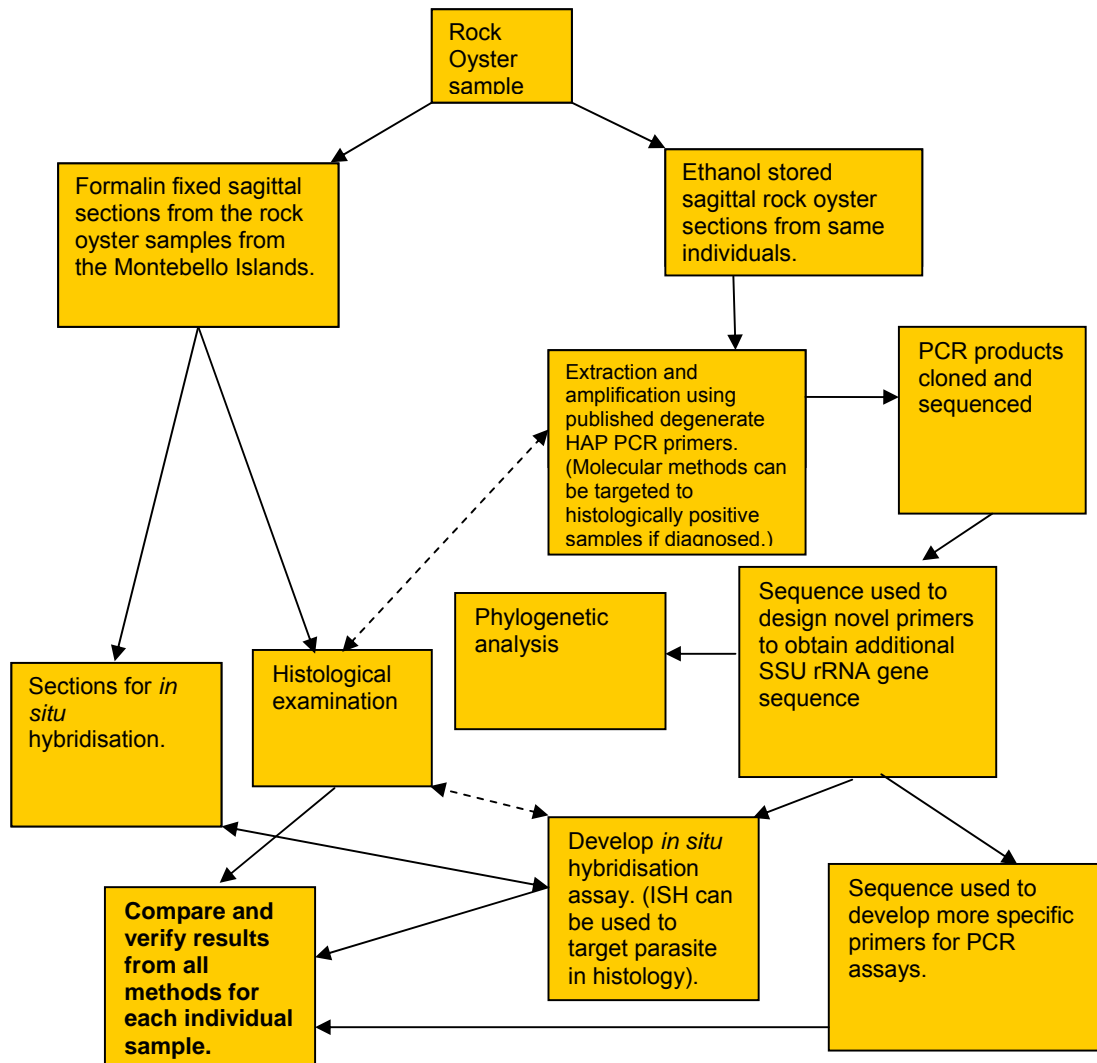 Rock
Oyster
sample
Formalin fixed sagittal
sections from the rock
oyster samples from
the Montebello Islands.
Ethanol stored
sagittal rock oyster
sections from same
individuals.
Extraction and
amplification using
published degenerate
HAP PCR primers.
(Molecular methods can
be targeted to
histologically positive
samples if diagnosed.)
PCR products
cloned and
sequenced
Phylogenetic
analysis
Sequence used to
design novel primers
to obtain additional
SSU rRNA gene
sequence
Sections for in
situ
hybridisation.
Histological
examination
Develop in situ
hybridisation
assay. (ISH can
be used to
target parasite
in histology).
Sequence used to
develop more specific
primers for PCR
assays.
Compare and
verify results
from all
methods for
each individual
sample.